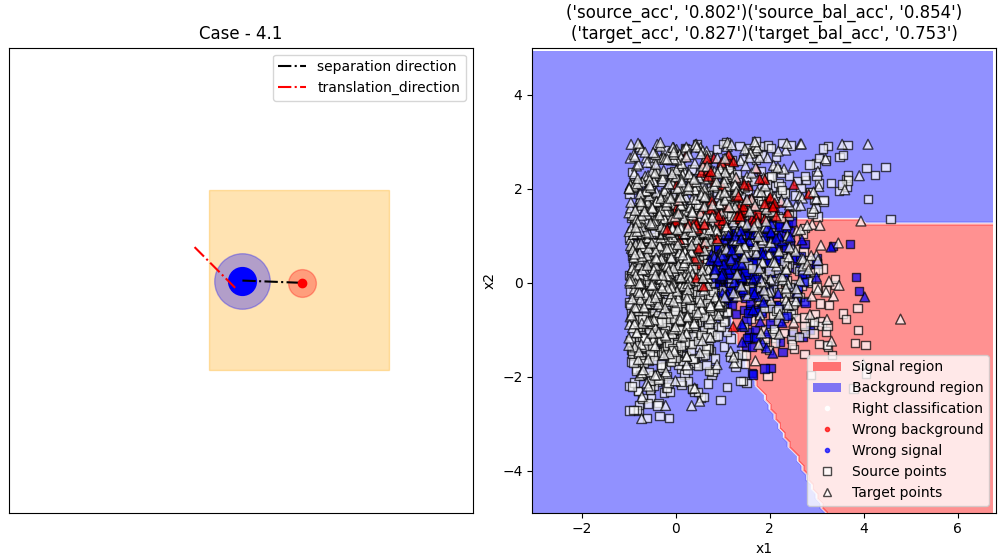 Case - 4.1
separation direction
translation_direction
('source_acc', '0.802')('source_bal_acc', '0.854')
('target_acc', '0.827')('target_bal_acc', '0.753')
4
2
0
−2
−4
x2
Signal region
Background region
Right classification
Wrong background
Wrong signal
Source points
Target points
−2
0
2
4
6
x1